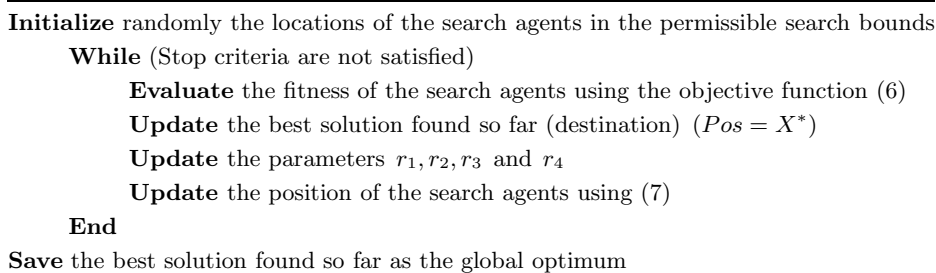 Initialize randomly the locations of the search agents in the permissible search bounds
While (Stop criteria are not satisfied)
Evaluate the fitness of the search agents using the objective function (6)
Update the best solution found so far (destination) (Pos = X*)
Update the parameters r₁, r₂, r₃ and r₄
Update the position of the search agents using (7)
End
Save the best solution found so far as the global optimum